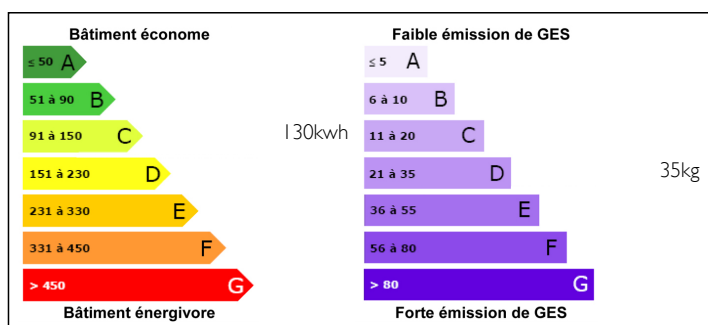 Bâtiment économe
≤ 50 A
51 à 90 B
91 à 150 C
130kwh
151 à 230 D
231 à 330 E
331 à 450 F
> 450 G
Bâtiment énergivore
Faible émission de GES
≤ 5 A
6 à 10 B
11 à 20 C
21 à 35 D
35kg
36 à 55 E
56 à 80 F
> 80 G
Forte émission de GES